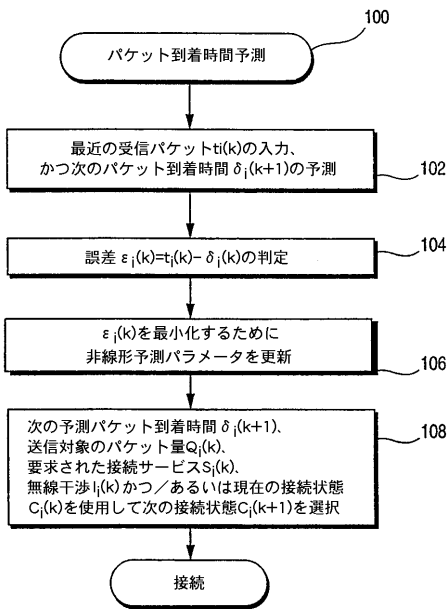 100
パケット到着時間予測
最近の受信パケットti(k)の入力、
かつ次のパケット到着時間 δi(k+1)の予測
102
誤差 εi(k)=ti(k)-δi(k)の判定
104
εi(k)を最小化するために
非線形予測パラメータを更新
106
次の予測パケット到着時間δi(k+1)、
送信対象のパケット量Qi(k)、
要求された接続サービスSi(k)、
無線干渉Ii(k)かつ/あるいは現在の接続状態
Ci(k)を使用して次の接続状態Ci(k+1)を選択
108
接続